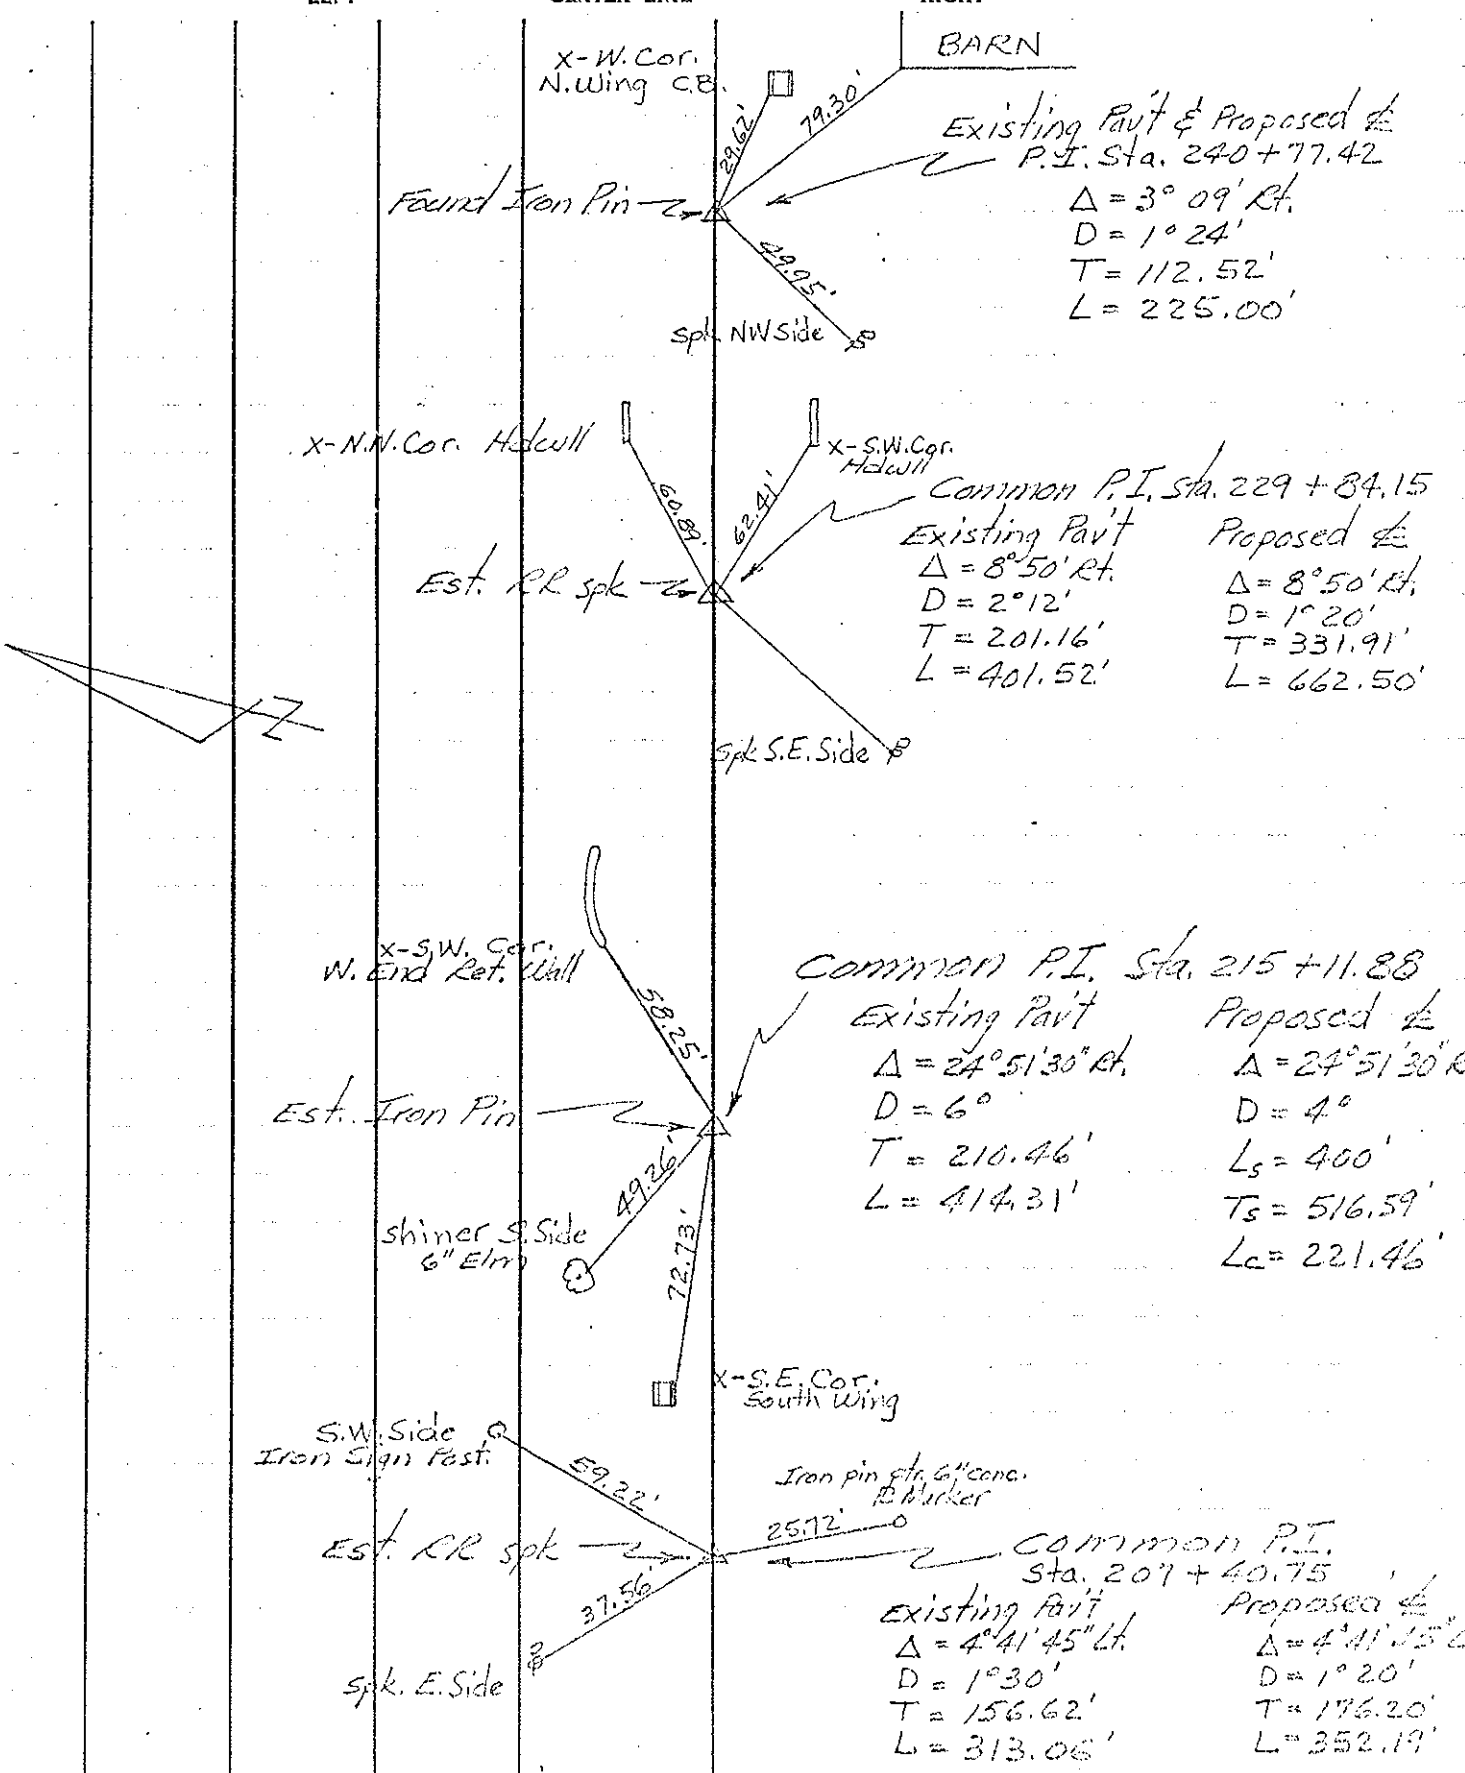 BARN
x-W. Cor.
N. Wing C.B.
29.62'
79.30'
Existing Pav't & Proposed ℄
P.I. Sta. 240+77.42
Δ = 3° 09' Rt.
D = 1° 24'
T = 112.52'
L = 225.00'
Found Iron Pin
49.95'
spk NW Side
x-N.N. Cor. Hdwll
x-S.W. Cor.
Hdwll
60.89'
62.41'
Common P.I. Sta. 229+84.15
Existing Pav't
Δ = 8°50' Rt.
D = 2°12'
T = 201.16'
L = 401.52'
Proposed ℄
Δ = 8°50' Rt.
D = 1° 20'
T = 331.91'
L = 662.50'
Est. RR spk
Spk S.E. Side
x-S.W. Cor.
W. End Ret. Wall
58.25'
Common P.I. Sta. 215+11.88
Existing Pav't
Δ = 24°51'30" Rt.
D = 6°
T = 210.46'
L = 414.31'
Proposed ℄
Δ = 24°51'30" R
D = 4°
Ls = 400'
Ts = 516.59'
Lc = 221.46'
Est. Iron Pin
49.26'
shiner S. Side
6" Elm
72.73'
x-S.E. Cor.
South Wing
S.W. Side
Iron Sign Post
59.22'
Iron pin ctr. 6" conc.
Marker
25.72'
Est. RR spk
37.56'
spk. E. Side
Common P.I.
Sta. 207+40.75
Existing Pav't
Δ = 4°41'45" Lt.
D = 1°30'
T = 156.62'
L = 313.06'
Proposed ℄
Δ = 4°41'45" L
D = 1°20'
T = 176.20'
L = 352.19'